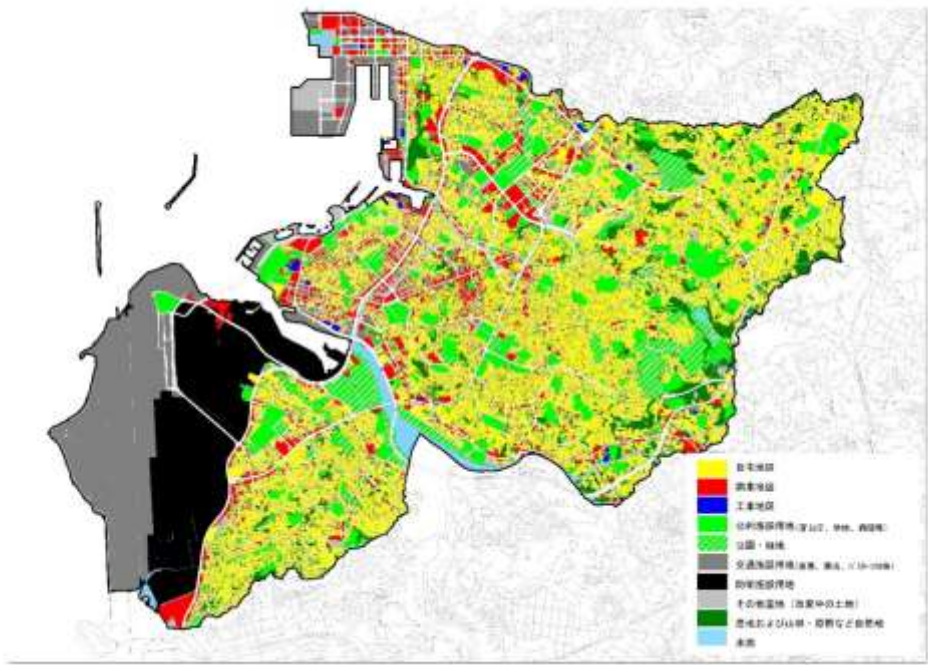 住宅地区
商業地区
工業地区
公的施設用地(官公庁、学校、病院等)
公園・緑地
交通施設用地
防衛施設用地
その他空地(改変中の土地)
農地および山林・原野など自然地
水面